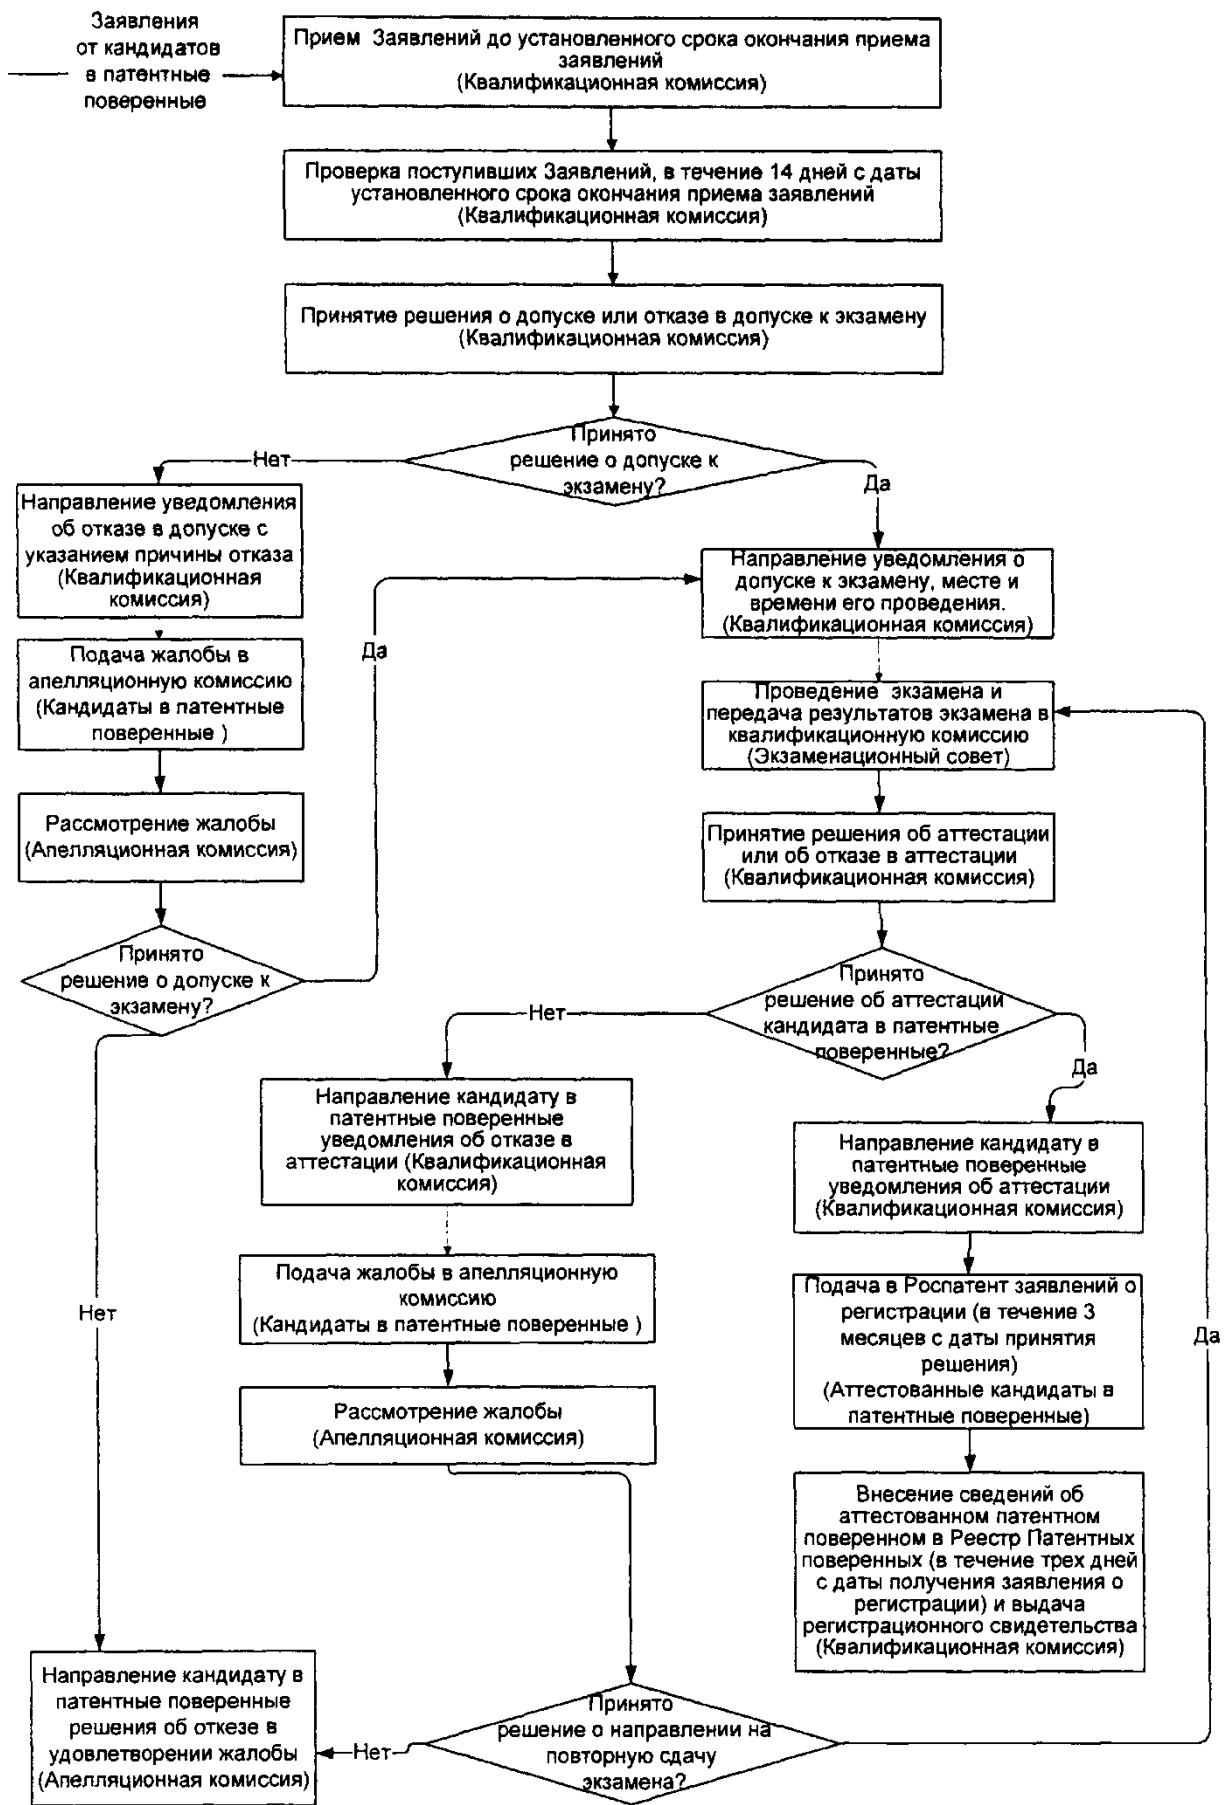 Заявления
от кандидатов
в патентные
поверенные
Прием Заявлений до установленного срока окончания приема
заявлений
(Квалификационная комиссия)
Проверка поступивших Заявлений, в течение 14 дней с даты
установленного срока окончания приема заявлений
(Квалификационная комиссия)
Принятие решения о допуске или отказе в допуске к экзамену
(Квалификационная комиссия)
Принято
решение о допуске к
экзамену?
Нет
Да
Направление уведомления
об отказе в допуске с
указанием причины отказа
(Квалификационная
комиссия)
Направление уведомления о
допуске к экзамену, месте и
времени его проведения.
(Квалификационная комиссия)
Подача жалобы в
апелляционную комиссию
(Кандидаты в патентные
поверенные )
Да
Проведение экзамена и
передача результатов экзамена в
квалификационную комиссию
(Экзаменационный совет)
Рассмотрение жалобы
(Апелляционная комиссия)
Принятие решения об аттестации
или об отказе в аттестации
(Квалификационная комиссия)
Принято
решение о допуске к
экзамену?
Принято
решение об аттестации
кандидата в патентные
поверенные?
Нет
Да
Направление кандидату в
патентные поверенные
уведомления об отказе в
аттестации (Квалификационная
комиссия)
Направление кандидату в
патентные поверенные
уведомления об аттестации
(Квалификационная комиссия)
Подача жалобы в апелляционную
комиссию
(Кандидаты в патентные поверенные )
Подача в Роспатент заявлений о
регистрации (в течение 3
месяцев с даты принятия
решения)
(Аттестованные кандидаты в
патентные поверенные)
Нет
Да
Рассмотрение жалобы
(Апелляционная комиссия)
Внесение сведений об
аттестованном патентном
поверенном в Реестр Патентных
поверенных (в течение трех дней
с даты получения заявления о
регистрации) и выдача
регистрационного свидетельства
(Квалификационная комиссия)
Направление кандидату в
патентные поверенные
решения об откезе в
удовлетворении жалобы
(Апелляционная комиссия)
Нет
Принято
решение о направлении на
повторную сдачу
экзамена?